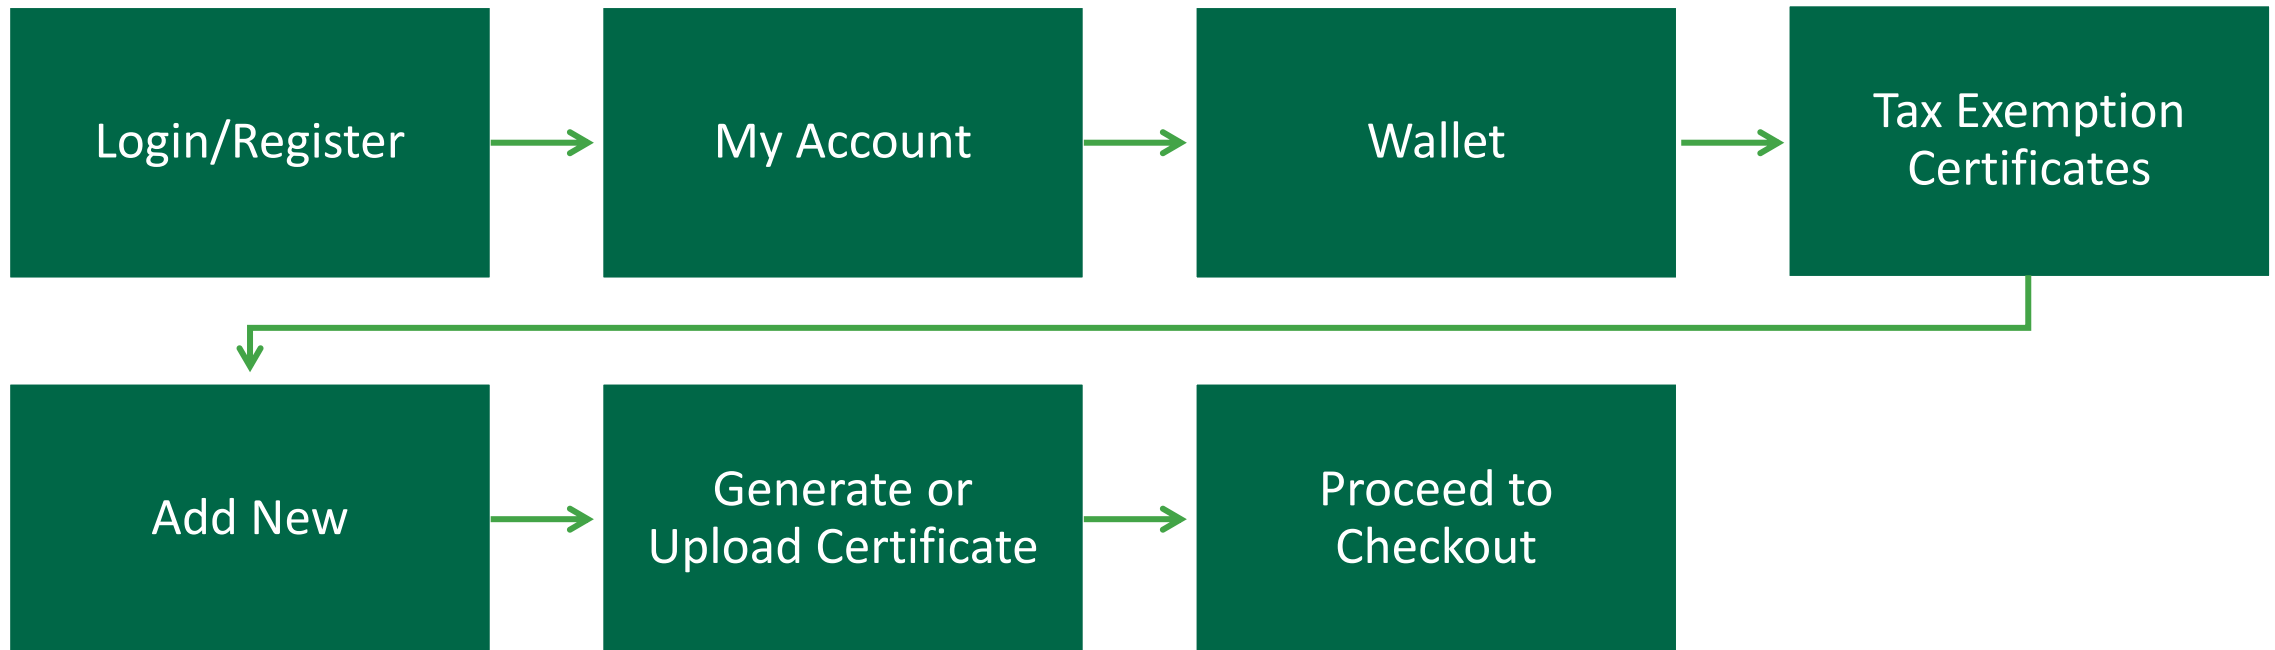 Login/Register
My Account
Wallet
Tax Exemption
Certificates
Add New
Generate or
Upload Certificate
Proceed to
Checkout